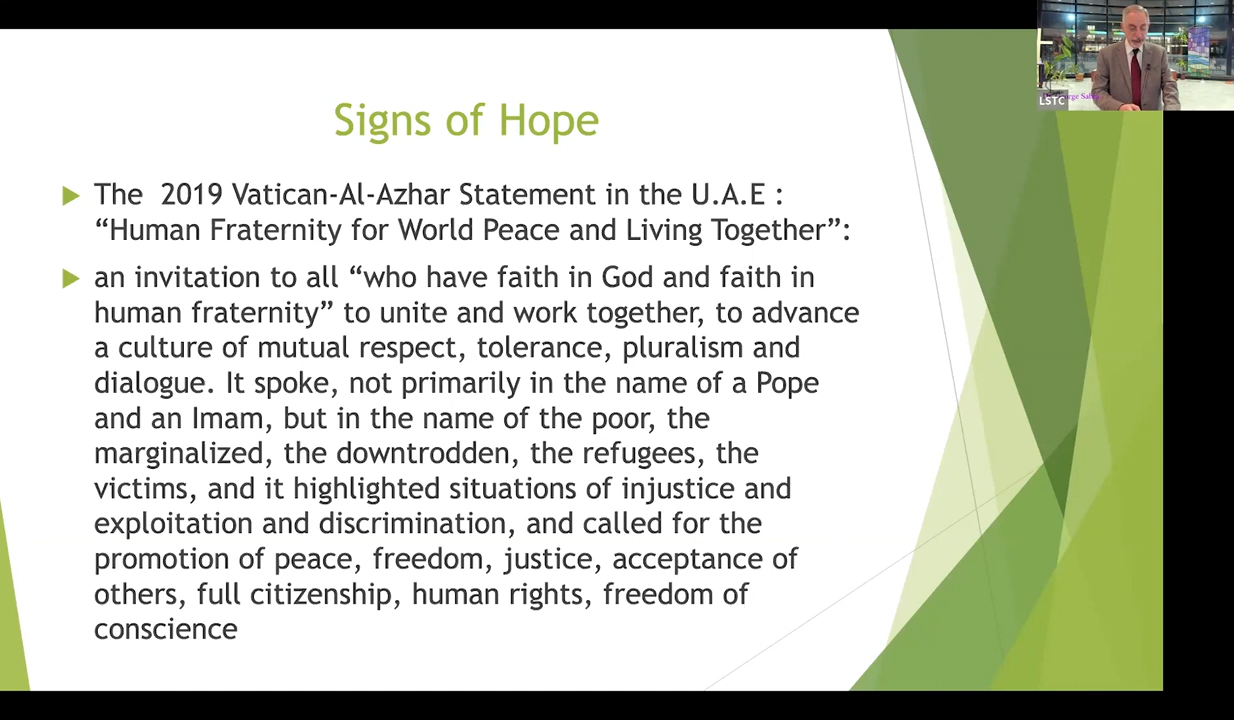 Signs of Hope
The 2019 Vatican-Al-Azhar Statement in the U.A.E :
“Human Fraternity for World Peace and Living Together”:
an invitation to all “who have faith in God and faith in
human fraternity” to unite and work together, to advance
a culture of mutual respect, tolerance, pluralism and
dialogue. It spoke, not primarily in the name of a Pope
and an Imam, but in the name of the poor, the
marginalized, the downtrodden, the refugees, the
victims, and it highlighted situations of injustice and
exploitation and discrimination, and called for the
promotion of peace, freedom, justice, acceptance of
others, full citizenship, human rights, freedom of
conscience
LSTC